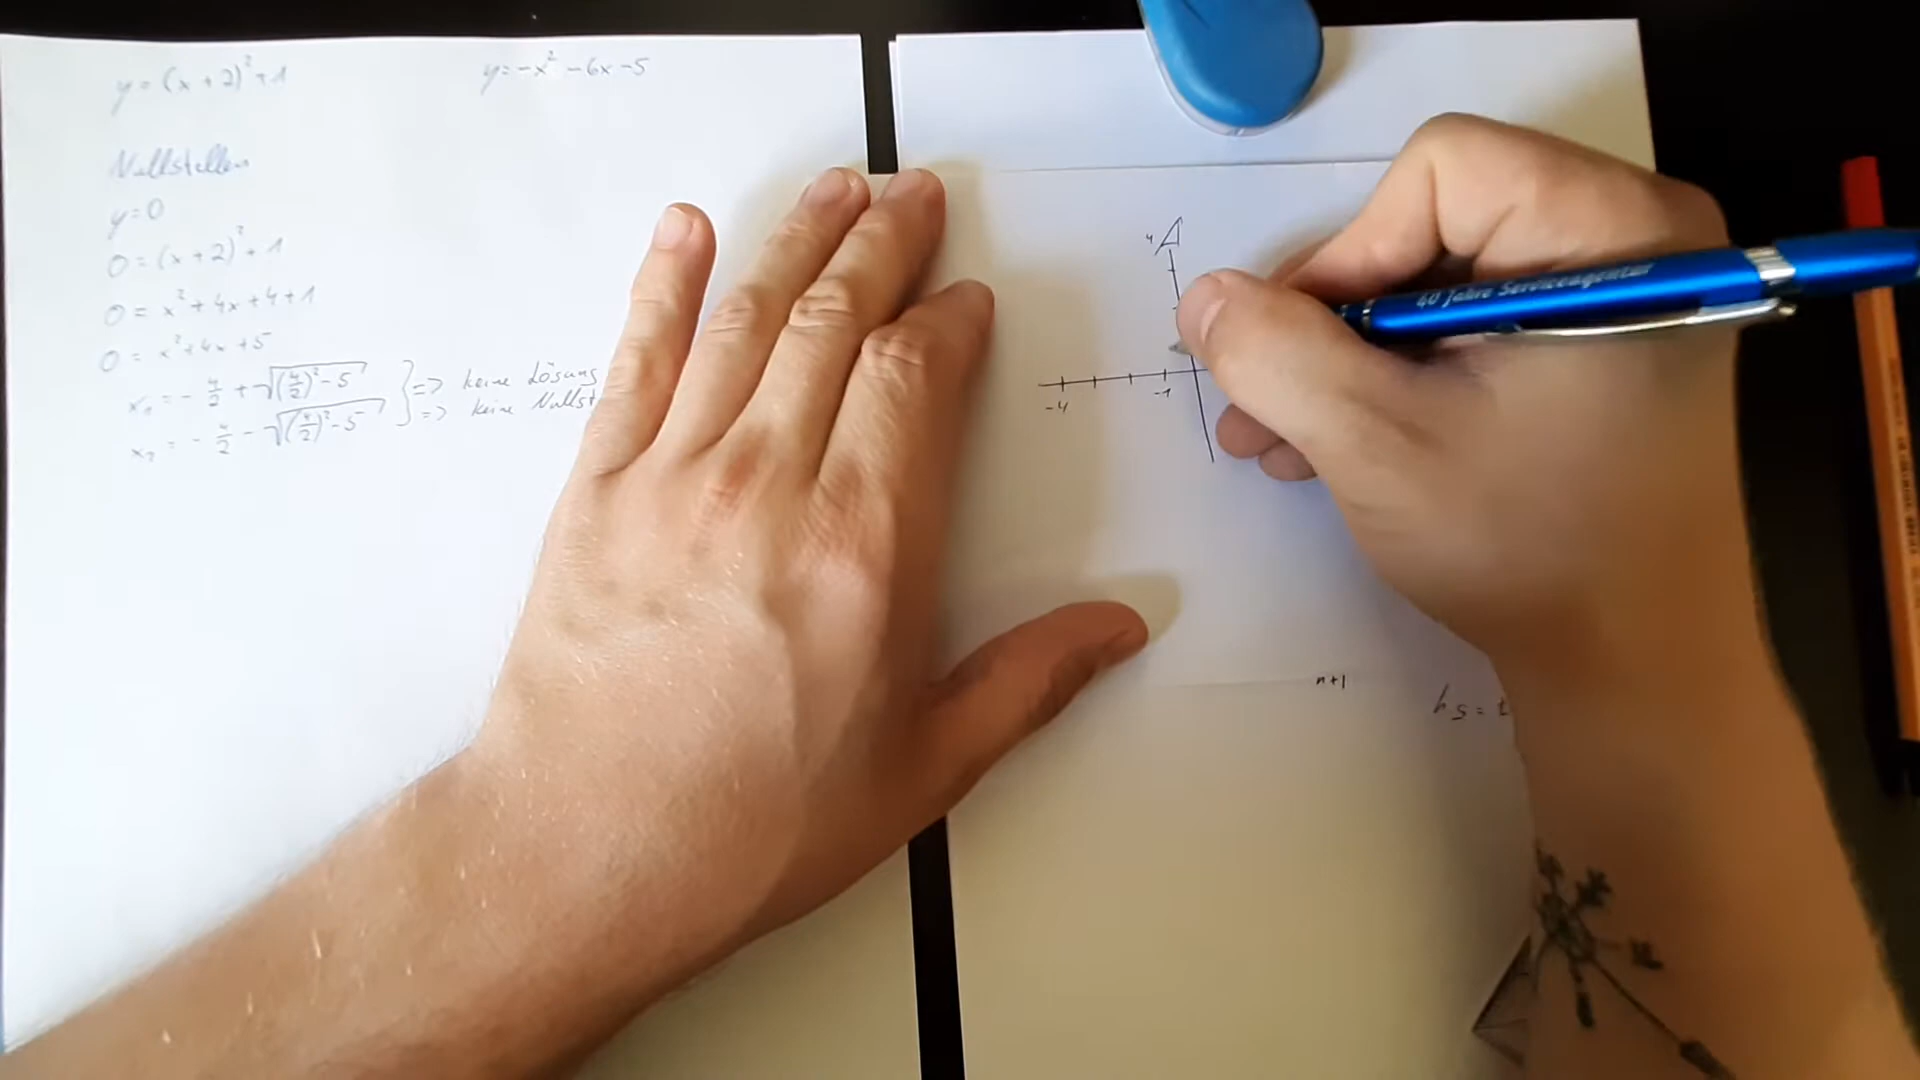 y = (x + 2)² + 1
Nullstellen
y = 0
0 = (x + 2)² + 1
0 = x² + 4x + 4 + 1
0 = x² + 4x + 5
x₁ = - 4/2 + √((4/2)² - 5 } => keine Lösung
x₂ = - 4/2 - √((4/2)² - 5 => keine Nullst
y = -x² - 6x - 5
4
-4 -1
n+1
40 Jahre Serviceagentur